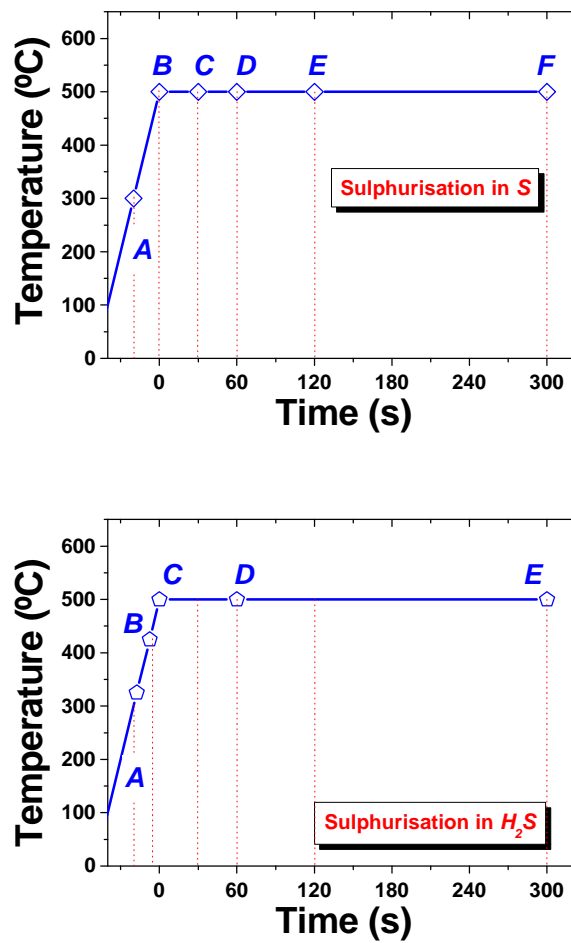 600
B C D E F
500
400
Sulphurisation in S
300
A
200
100
0
0 60 120 180 240 300
Temperature (ºC)
Time (s)
600
C D E
500
B
400
300
A
200
100
Sulphurisation in H₂S
0
0 60 120 180 240 300
Temperature (ºC)
Time (s)